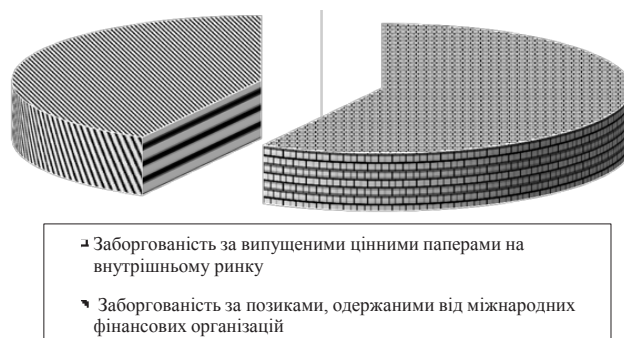 Заборгованість за випущеними цінними паперами на
внутрішньому ринку
Заборгованість за позиками, одержаними від міжнародних
фінансових організацій